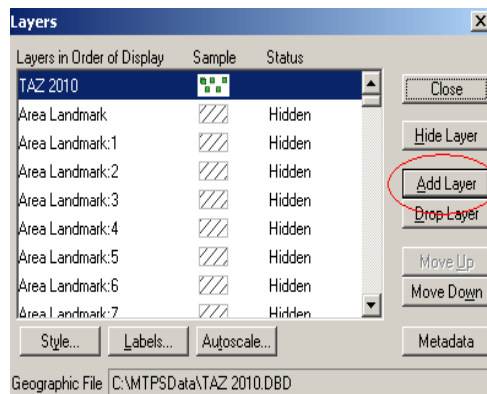 Layers
Layers in Order of Display Sample Status
TAZ 2010
Close
Area Landmark Hidden
Area Landmark:1 Hidden
Hide Layer
Area Landmark:2 Hidden
Add Layer
Area Landmark:3 Hidden
Drop Layer
Area Landmark:4 Hidden
Area Landmark:5 Hidden
Move Up
Area Landmark:6 Hidden
Move Down
Area Landmark:7 Hidden
Style... Labels... Autoscale... Metadata
Geographic File C:\MTPSData\TAZ 2010.DBD